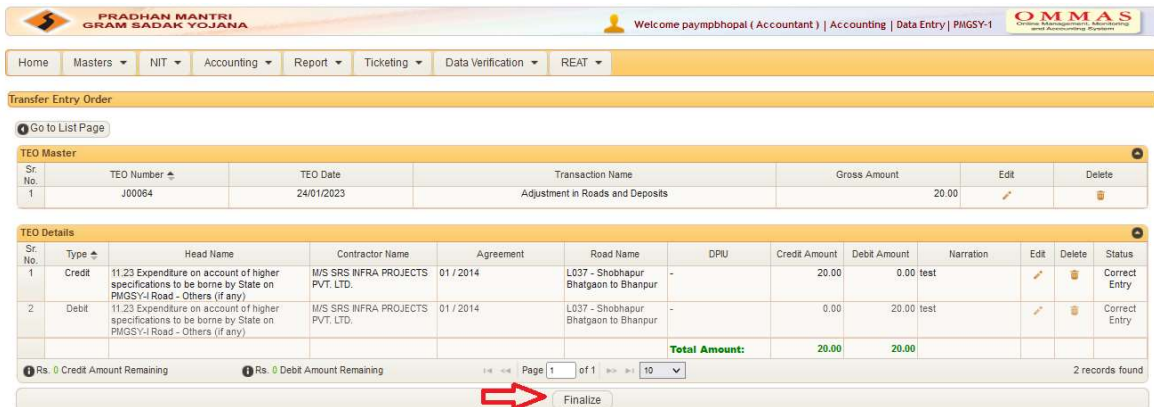 PRADHAN MANTRI
GRAM SADAK YOJANA
Welcome paympbhopal ( Accountant ) | Accounting | Data Entry | PMGSY-1
OMMAS
Online Management, Monitoring
and Accounting System
Home Masters NIT Accounting Report Ticketing Data Verification REAT
Transfer Entry Order
Go to List Page
TEO Master
Sr. No. TEO Number TEO Date Transaction Name Gross Amount Edit Delete
1 J00064 24/01/2023 Adjustment in Roads and Deposits 20.00
TEO Details
Sr. No. Type Head Name Contractor Name Agreement Road Name DPIU Credit Amount Debit Amount Narration Edit Delete Status
1 Credit 11.23 Expenditure on account of higher specifications to be borne by State on PMGSY-I Road - Others (if any) M/S SRS INFRA PROJECTS PVT. LTD. 01 / 2014 L037 - Shobhapur Bhatgaon to Bhanpur - 20.00 0.00 test Correct Entry
2 Debit 11.23 Expenditure on account of higher specifications to be borne by State on PMGSY-I Road - Others (if any) M/S SRS INFRA PROJECTS PVT. LTD. 01 / 2014 L037 - Shobhapur Bhatgaon to Bhanpur - 0.00 20.00 test Correct Entry
Total Amount: 20.00 20.00
Rs. 0 Credit Amount Remaining Rs. 0 Debit Amount Remaining Page 1 of 1 10 2 records found
Finalize